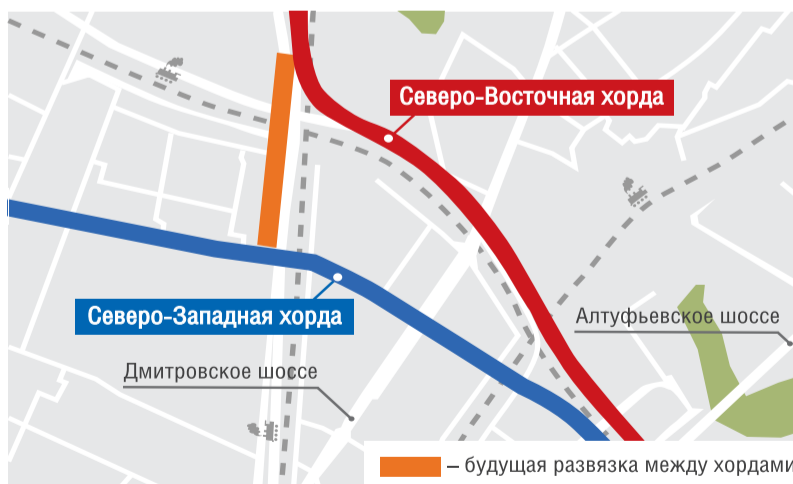 Северо-Восточная хорда
Северо-Западная хорда
Алтуфьевское шоссе
Дмитровское шоссе
– будущая развязка между хордами